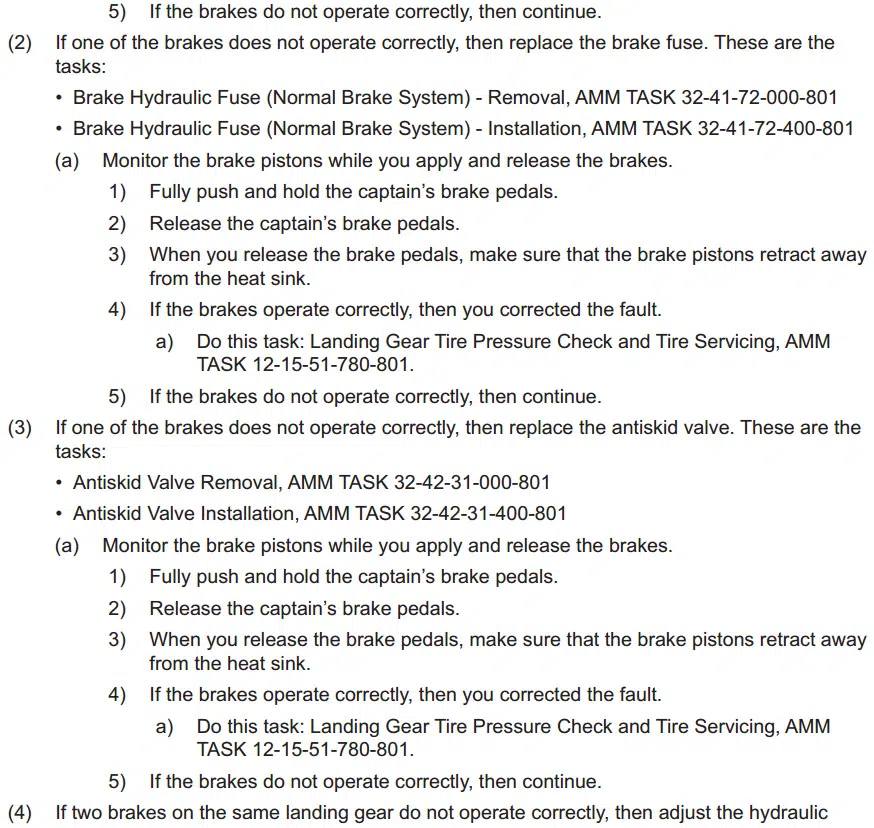 5) If the brakes do not operate correctly, then continue.
(2) If one of the brakes does not operate correctly, then replace the brake fuse. These are the
tasks:
• Brake Hydraulic Fuse (Normal Brake System) - Removal, AMM TASK 32-41-72-000-801
• Brake Hydraulic Fuse (Normal Brake System) - Installation, AMM TASK 32-41-72-400-801
(a) Monitor the brake pistons while you apply and release the brakes.
1) Fully push and hold the captain’s brake pedals.
2) Release the captain’s brake pedals.
3) When you release the brake pedals, make sure that the brake pistons retract away
from the heat sink.
4) If the brakes operate correctly, then you corrected the fault.
a) Do this task: Landing Gear Tire Pressure Check and Tire Servicing, AMM
TASK 12-15-51-780-801.
5) If the brakes do not operate correctly, then continue.
(3) If one of the brakes does not operate correctly, then replace the antiskid valve. These are the
tasks:
• Antiskid Valve Removal, AMM TASK 32-42-31-000-801
• Antiskid Valve Installation, AMM TASK 32-42-31-400-801
(a) Monitor the brake pistons while you apply and release the brakes.
1) Fully push and hold the captain’s brake pedals.
2) Release the captain’s brake pedals.
3) When you release the brake pedals, make sure that the brake pistons retract away
from the heat sink.
4) If the brakes operate correctly, then you corrected the fault.
a) Do this task: Landing Gear Tire Pressure Check and Tire Servicing, AMM
TASK 12-15-51-780-801.
5) If the brakes do not operate correctly, then continue.
(4) If two brakes on the same landing gear do not operate correctly, then adjust the hydraulic